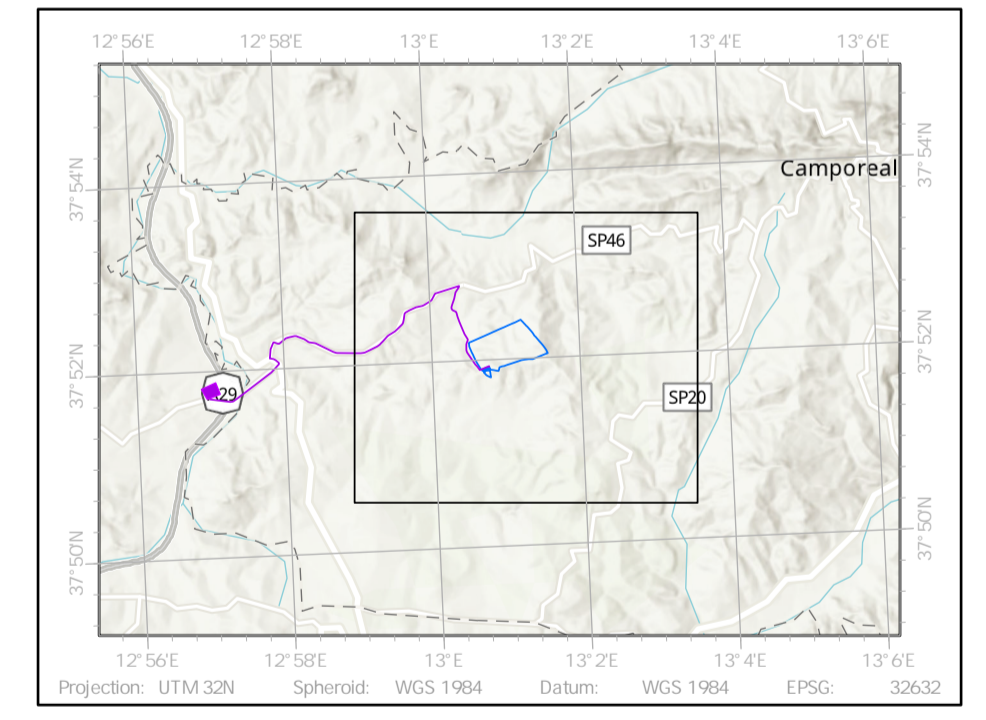 12°56'E 12°58'E 13°E 13°2'E 13°4'E 13°6'E
37°54'N 37°54'N
Camporeal
SP46
37°52'N 37°52'N
29
SP20
37°50'N 37°50'N
12°56'E 12°58'E 13°E 13°2'E 13°4'E 13°6'E
Projection: UTM 32N Spheroid: WGS 1984 Datum: WGS 1984 EPSG: 32632